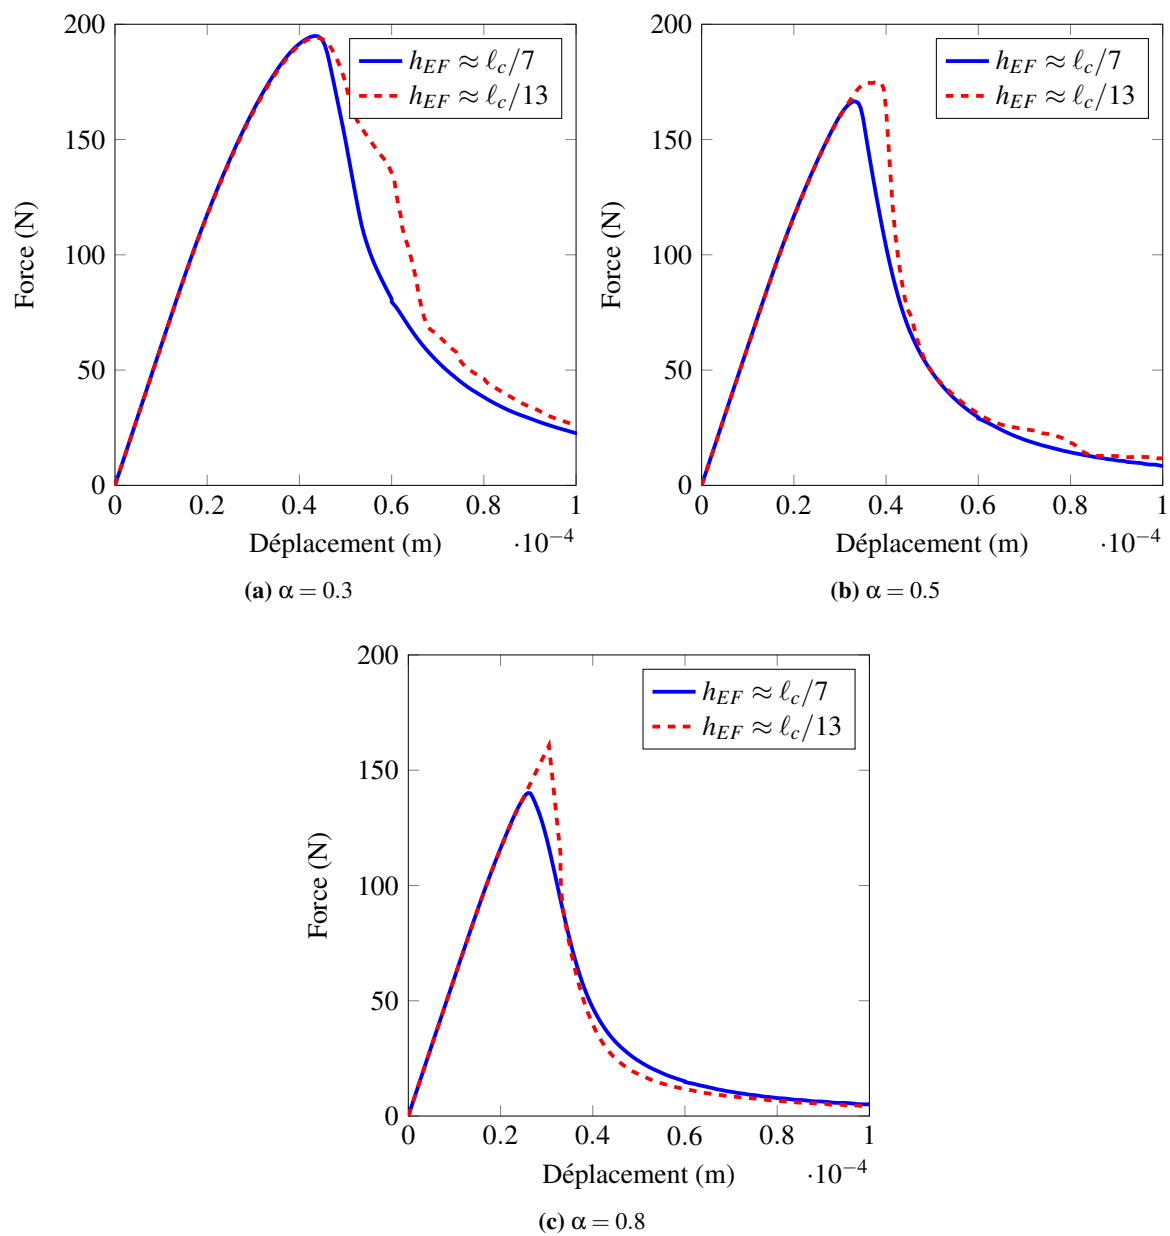 200
150
100
50
0
0 0.2 0.4 0.6 0.8 1
Force (N)
Déplacement (m) ·10⁻⁴
h_EF ≈ ℓ_c/7
h_EF ≈ ℓ_c/13
(a) α = 0.3
200
150
100
50
0
0 0.2 0.4 0.6 0.8 1
Force (N)
Déplacement (m) ·10⁻⁴
h_EF ≈ ℓ_c/7
h_EF ≈ ℓ_c/13
(b) α = 0.5
200
150
100
50
0
0 0.2 0.4 0.6 0.8 1
Force (N)
Déplacement (m) ·10⁻⁴
h_EF ≈ ℓ_c/7
h_EF ≈ ℓ_c/13
(c) α = 0.8